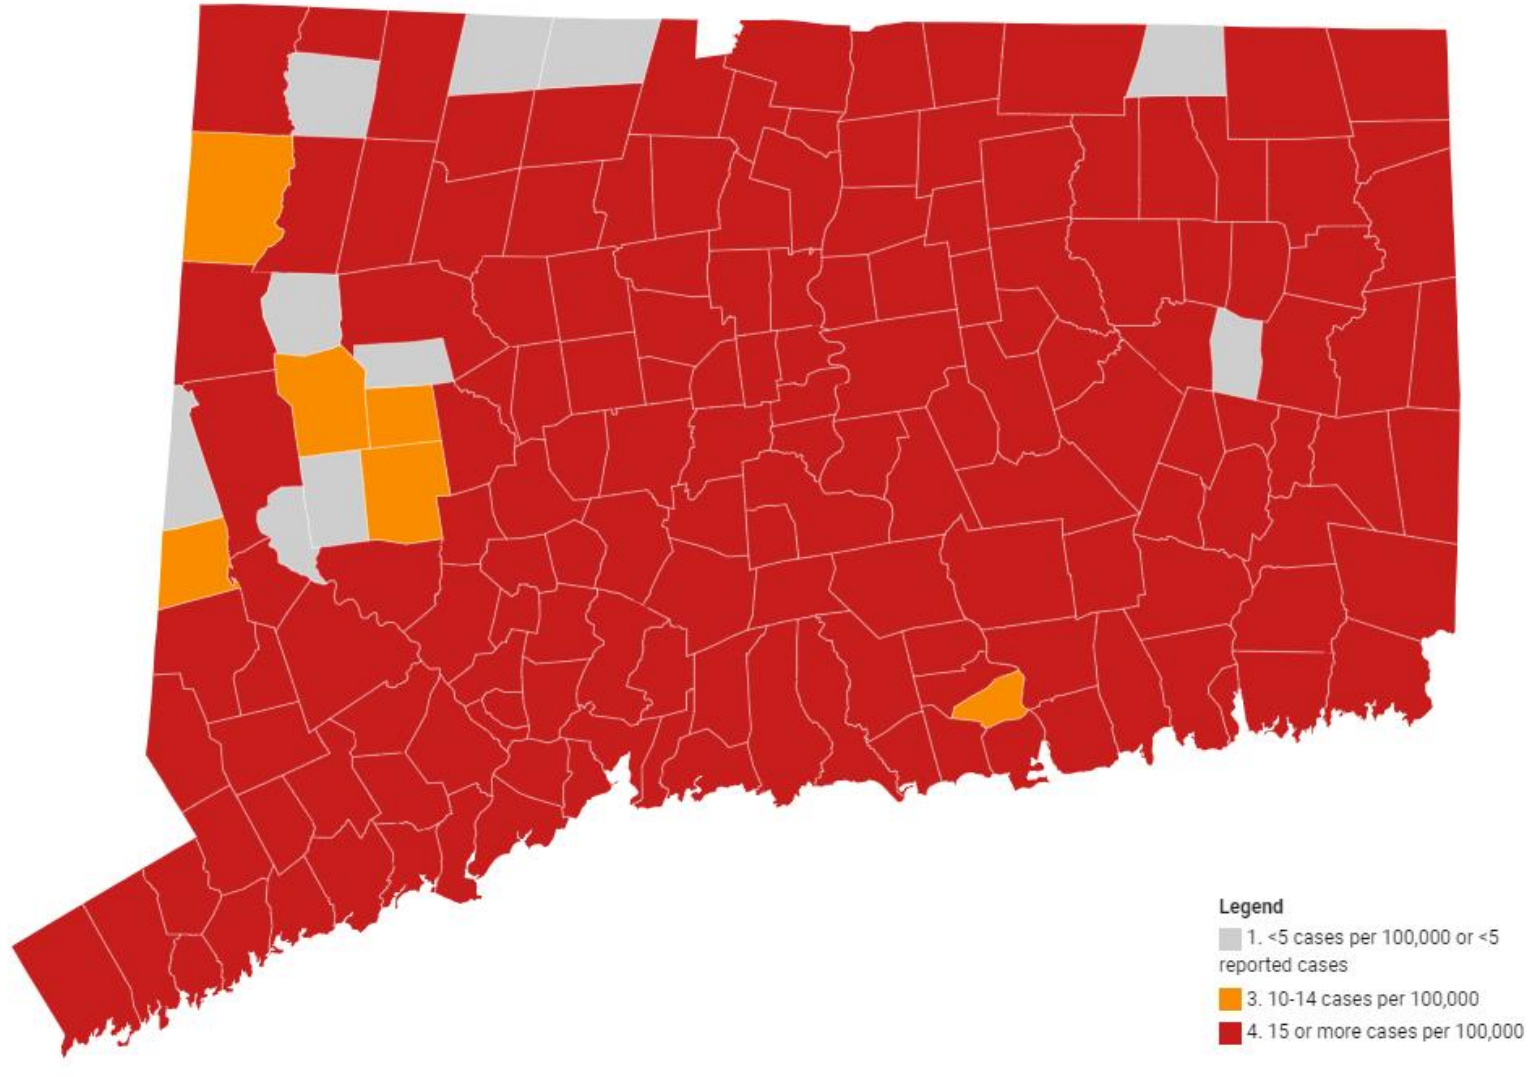 Legend
1. <5 cases per 100,000 or <5
reported cases
3. 10-14 cases per 100,000
4. 15 or more cases per 100,000